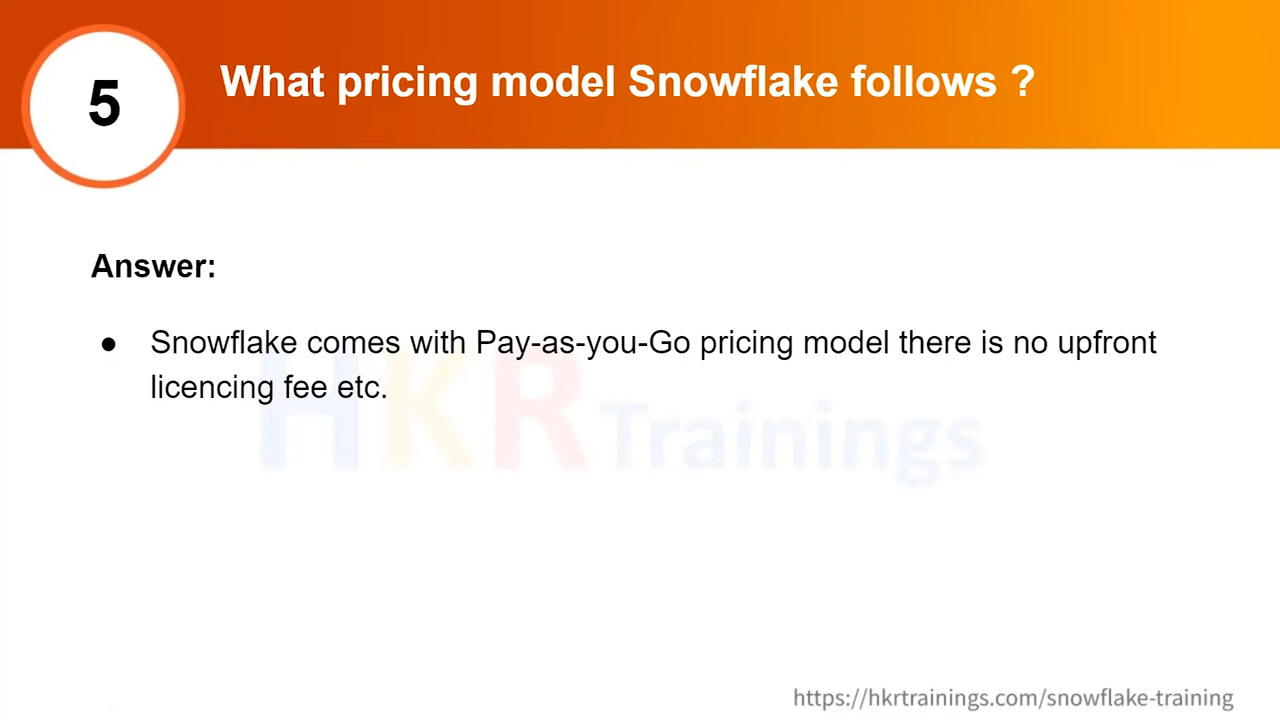 5
What pricing model Snowflake follows ?
Answer:
● Snowflake comes with Pay-as-you-Go pricing model there is no upfront
licencing fee etc.
HKR Trainings
https://hkrtrainings.com/snowflake-training